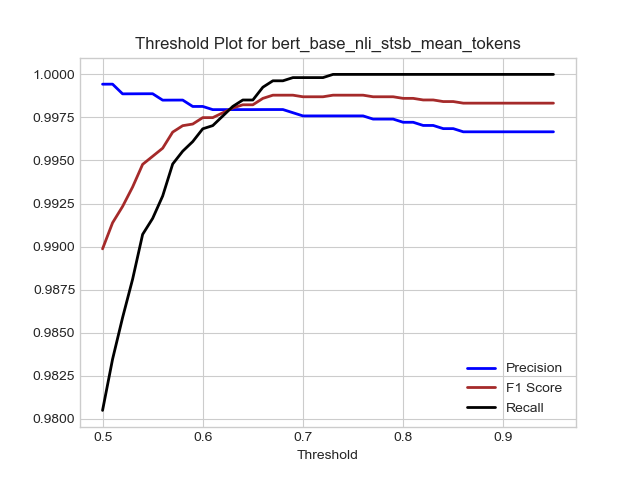 Threshold Plot for bert_base_nli_stsb_mean_tokens
1.0000
0.9975
0.9950
0.9925
0.9900
0.9875
0.9850
0.9825
0.9800
Precision
F1 Score
Recall
0.5 0.6 0.7 0.8 0.9
Threshold